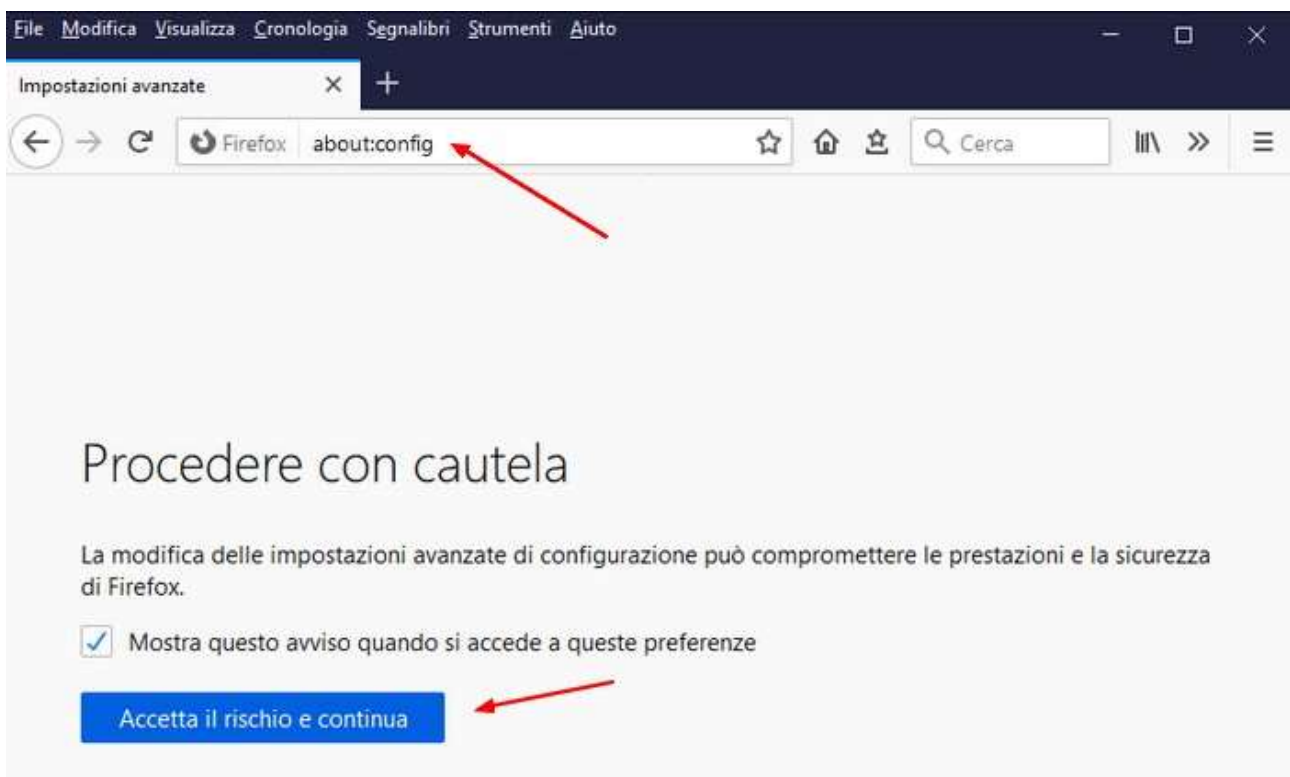 File Modifica Visualizza Cronologia Segnalibri Strumenti Aiuto
Impostazioni avanzate
Firefox about:config Cerca
Procedere con cautela
La modifica delle impostazioni avanzate di configurazione può compromettere le prestazioni e la sicurezza
di Firefox.
Mostra questo avviso quando si accede a queste preferenze
Accetta il rischio e continua